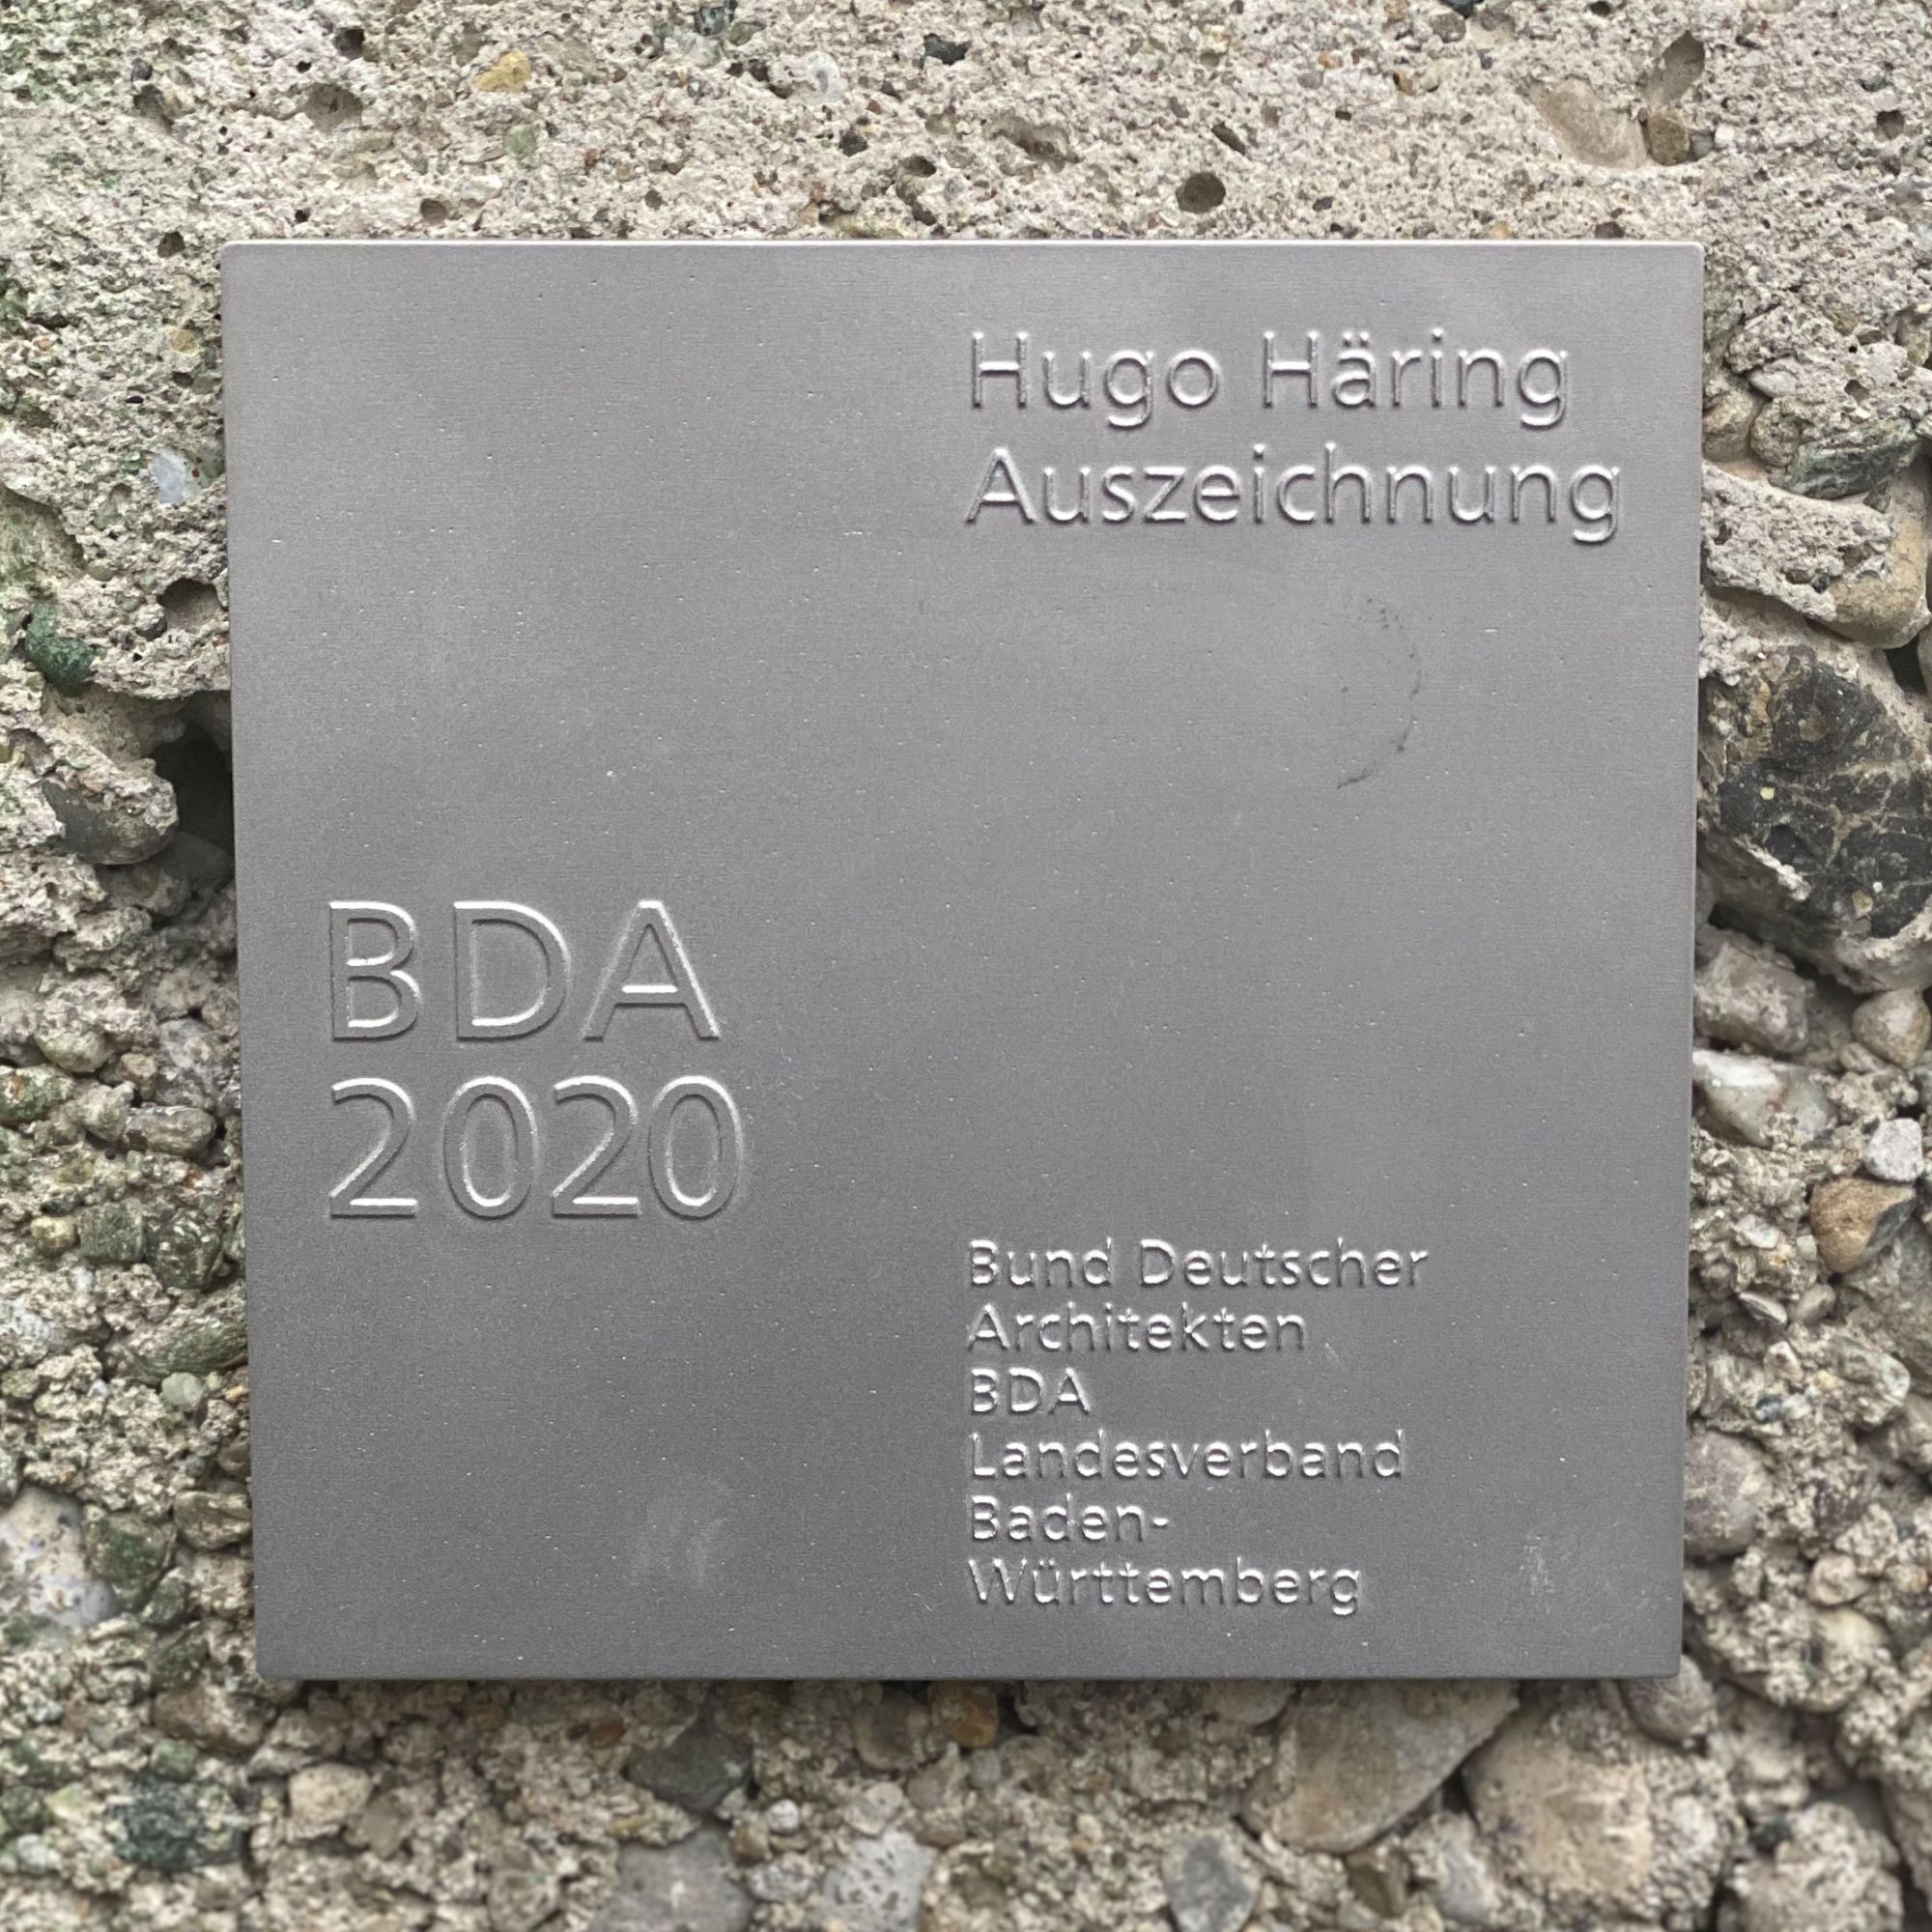 Hugo Häring
Auszeichnung
BDA
2020
Bund Deutscher
Architekten
BDA
Landesverband
Baden-
Württemberg